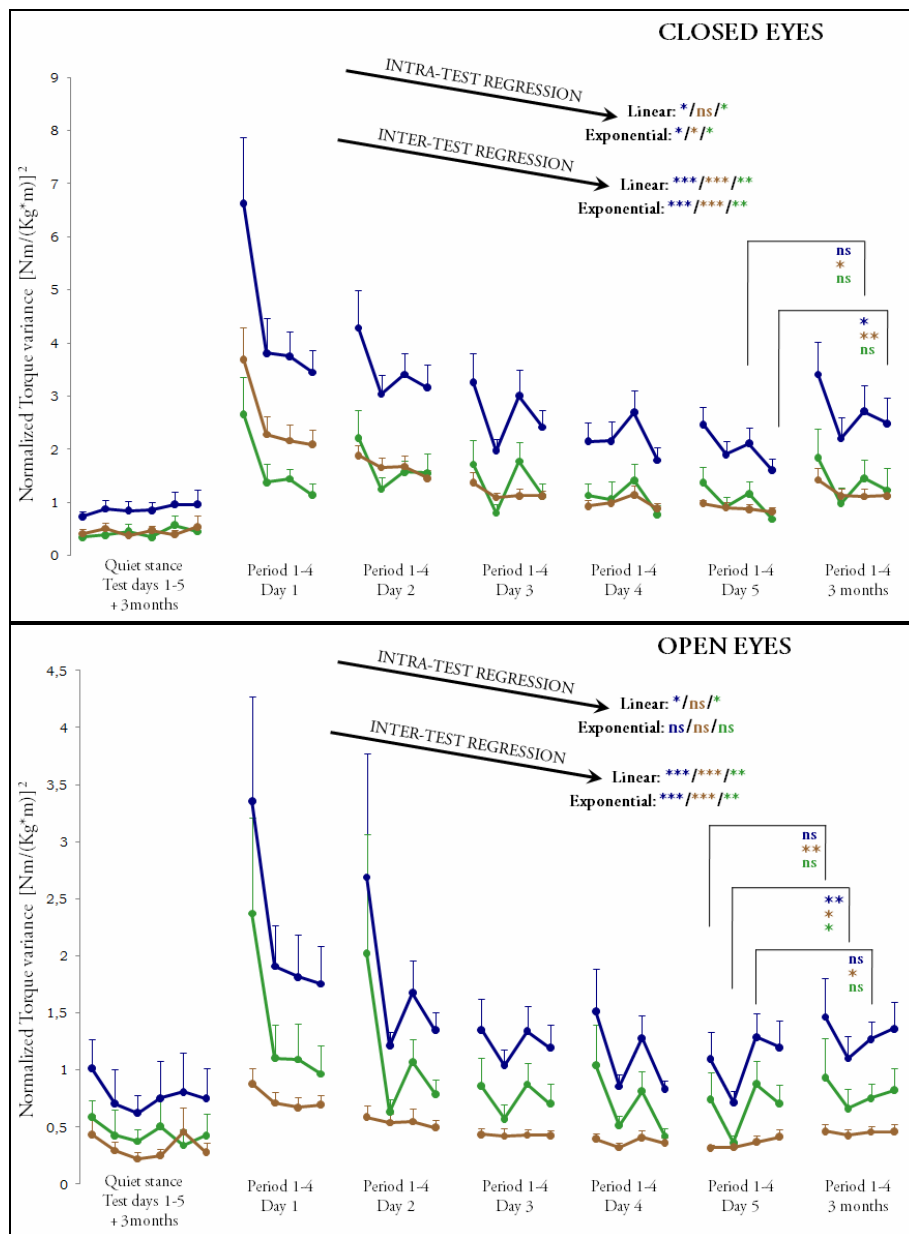 CLOSED EYES
INTRA-TEST REGRESSION
Linear: */ns/*
Exponential: */*/*
INTER-TEST REGRESSION
Linear: ***/***/**
Exponential: ***/***/**
ns
*
ns
*
**
ns
Normalized Torque variance [Nm/(Kg*m)]²
9
8
7
6
5
4
3
2
1
0
Quiet stance
Test days 1-5
+ 3months
Period 1-4
Day 1
Period 1-4
Day 2
Period 1-4
Day 3
Period 1-4
Day 4
Period 1-4
Day 5
Period 1-4
3 months
OPEN EYES
INTRA-TEST REGRESSION
Linear: */ns/*
Exponential: ns/ns/ns
INTER-TEST REGRESSION
Linear: ***/***/**
Exponential: ***/***/**
ns
**
ns
**
*
*
ns
*
ns
Normalized Torque variance [Nm/(Kg*m)]²
4,5
4
3,5
3
2,5
2
1,5
1
0,5
0
Quiet stance
Test days 1-5
+ 3months
Period 1-4
Day 1
Period 1-4
Day 2
Period 1-4
Day 3
Period 1-4
Day 4
Period 1-4
Day 5
Period 1-4
3 months